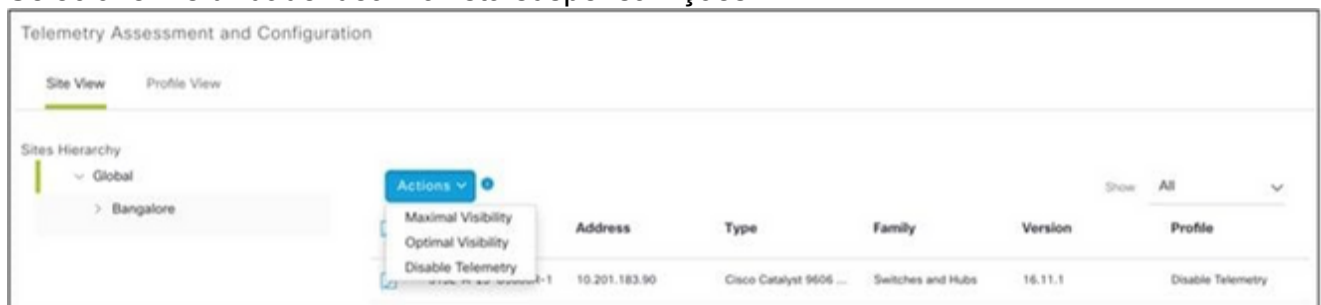 Telemetry Assessment and Configuration
Site View Profile View
Sites Hierarchy
Global
Bangalore
Actions
Show All
Maximal Visibility
Optimal Visibility
Disable Telemetry
Address Type Family Version Profile
10.201.183.90 Cisco Catalyst 9606 ... Switches and Hubs 16.11.1 Disable Telemetry